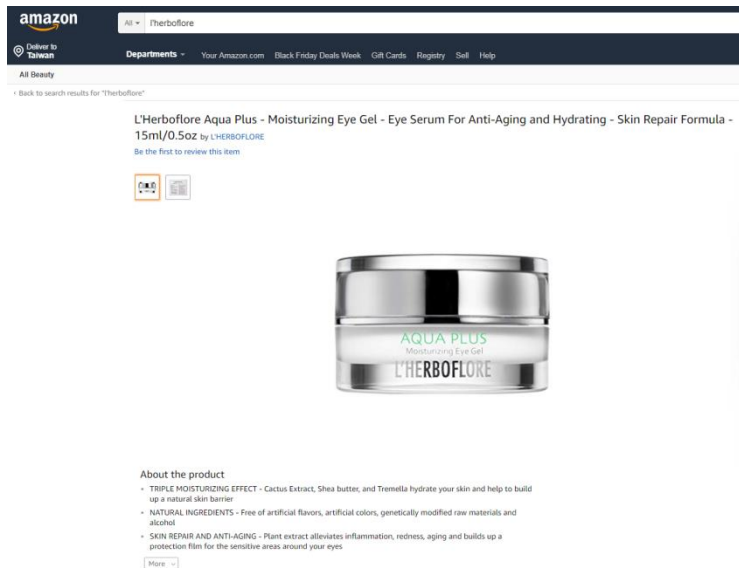 amazon
All l'herboflore
Deliver to
Taiwan
Departments Your Amazon.com Black Friday Deals Week Gift Cards Registry Sell Help
All Beauty
‹ Back to search results for "l'herboflore"
L'Herboflore Aqua Plus - Moisturizing Eye Gel - Eye Serum For Anti-Aging and Hydrating - Skin Repair Formula -
15ml/0.5oz by L'HERBOFLORE
Be the first to review this item
AQUA PLUS
Moisturizing Eye Gel
L'HERBOFLORE
About the product
• TRIPLE MOISTURIZING EFFECT - Cactus Extract, Shea butter, and Tremella hydrate your skin and help to build
up a natural skin barrier
• NATURAL INGREDIENTS - Free of artificial flavors, artificial colors, genetically modified raw materials and
alcohol
• SKIN REPAIR AND ANTI-AGING - Plant extract alleviates inflammation, redness, aging and builds up a
protection film for the sensitive areas around your eyes
More